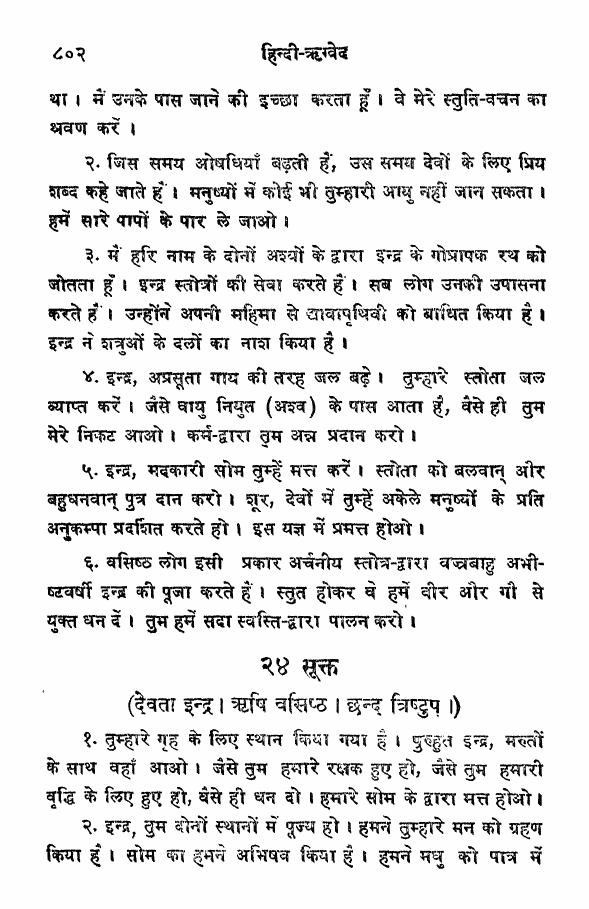 ८०२ हिन्दी-ऋग्वेद
था । मैं उनके पास जाने की इच्छा करता हूँ । वे मेरे स्तुति-वचन का
श्रवण करें ।
२. जिस समय ओषधियाँ बढ़ती हैं, उस समय देवों के लिए प्रिय
शब्द कहे जाते हैं । मनुष्यों में कोई भी तुम्हारी आयु नहीं जान सकता ।
हमें सारे पापों के पार ले जाओ ।
३. मैं हरि नाम के दोनों अश्वों के द्वारा इन्द्र के गोप्रापक रथ को
जोतता हूँ । इन्द्र स्तोत्रों की सेवा करते हैं । सब लोग उनकी उपासना
करते हैं । उन्होंने अपनी महिमा से द्यावापृथिवी को बाधित किया है ।
इन्द्र ने शत्रुओं के दलों का नाश किया है ।
४. इन्द्र, अप्रसूता गाय की तरह जल बढ़े । तुम्हारे स्तोता जल
व्याप्त करें । जैसे वायु नियुत (अश्व) के पास आता है, वैसे ही तुम
मेरे निकट आओ । कर्म-द्वारा तुम अन्न प्रदान करो ।
५. इन्द्र, मदकारी सोम तुम्हें मत्त करें । स्तोता को बलवान् और
बहुधनवान् पुत्र दान करो । शूर, देवों में तुम्हें अकेले मनुष्यों के प्रति
अनुकम्पा प्रदर्शित करते हो । इस यज्ञ में प्रमत्त होओ ।
६. वसिष्ठ लोग इसी प्रकार अर्चनीय स्तोत्र-द्वारा वज्रबाहु अभी-
ष्टवर्षी इन्द्र की पूजा करते हैं । स्तुत होकर वे हमें वीर और गौ से
युक्त धन दें । तुम हमें सदा स्वस्ति-द्वारा पालन करो ।
२४ सूक्त
(देवता इन्द्र । ऋषि वसिष्ठ । छन्द त्रिष्टुप् ।)
१. तुम्हारे गृह के लिए स्थान किया गया है । पुरुहूत इन्द्र, मरुतों
के साथ वहाँ आओ । जैसे तुम हमारे रक्षक हुए हो, जैसे तुम हमारी
वृद्धि के लिए हुए हो, वैसे ही धन दो । हमारे सोम के द्वारा मत्त होओ ।
२. इन्द्र, तुम दोनों स्थानों में पूज्य हो । हमने तुम्हारे मन को ग्रहण
किया है । सोम का हमने अभिषव किया है । हमने मधु को पात्र में